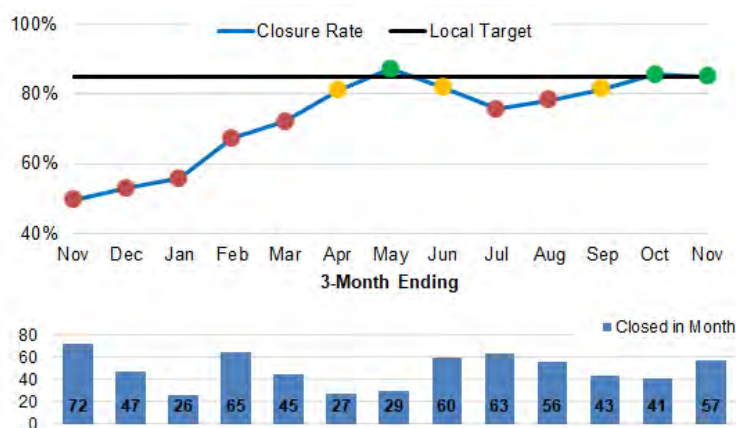 100%
Closure Rate
Local Target
80%
60%
40%
Nov Dec Jan Feb Mar Apr May Jun Jul Aug Sep Oct Nov
3-Month Ending
Closed in Month
80
60
40
20
0
72 47 26 65 45 27 29 60 63 56 43 41 57